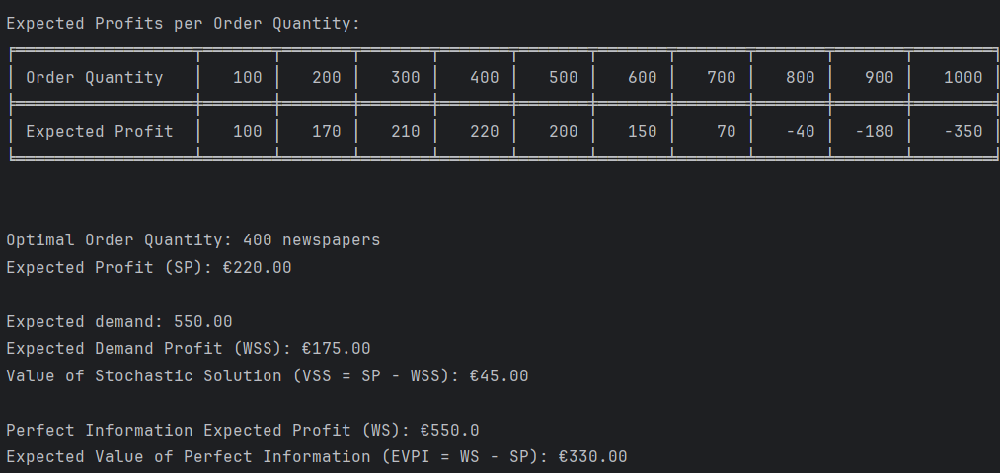 Expected Profits per Order Quantity:
Order Quantity 100 200 300 400 500 600 700 800 900 1000
Expected Profit 100 170 210 220 200 150 70 -40 -180 -350
Optimal Order Quantity: 400 newspapers
Expected Profit (SP): €220.00
Expected demand: 550.00
Expected Demand Profit (WSS): €175.00
Value of Stochastic Solution (VSS = SP - WSS): €45.00
Perfect Information Expected Profit (WS): €550.0
Expected Value of Perfect Information (EVPI = WS - SP): €330.00